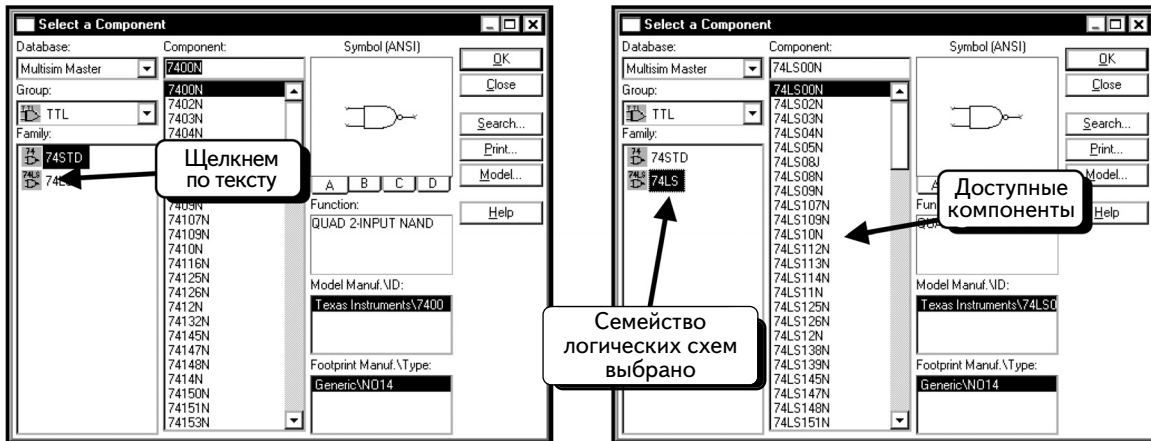 Select a Component
Database:
Multisim Master
Group:
TTL
Family:
74STD
Щелкнем
по тексту
Component:
7400N
7400N
7402N
7403N
7404N
7409N
74107N
74109N
7410N
74116N
74125N
74126N
7412N
74132N
74145N
74147N
74148N
7414N
74150N
74151N
74153N
Symbol (ANSI)
A B C D
Function:
QUAD 2-INPUT NAND
Model Manuf.\ID:
Texas Instruments\7400
Footprint Manuf.\Type:
Generic\NO14
OK
Close
Search...
Print...
Model...
Help
Select a Component
Database:
Multisim Master
Group:
TTL
Family:
74STD
74LS
Семейство
логических схем
выбрано
Component:
74LS00N
74LS00N
74LS02N
74LS03N
74LS04N
74LS05N
74LS08J
74LS08N
74LS09N
74LS107N
74LS109N
74LS10N
74LS112N
74LS113N
74LS114N
74LS11N
74LS125N
74LS126N
74LS12N
74LS138N
74LS139N
74LS145N
74LS147N
74LS148N
74LS151N
Symbol (ANSI)
Доступные
компоненты
Model Manuf.\ID:
Texas Instruments\74LS0
Footprint Manuf.\Type:
Generic\NO14
OK
Close
Search...
Print...
Model...
Help